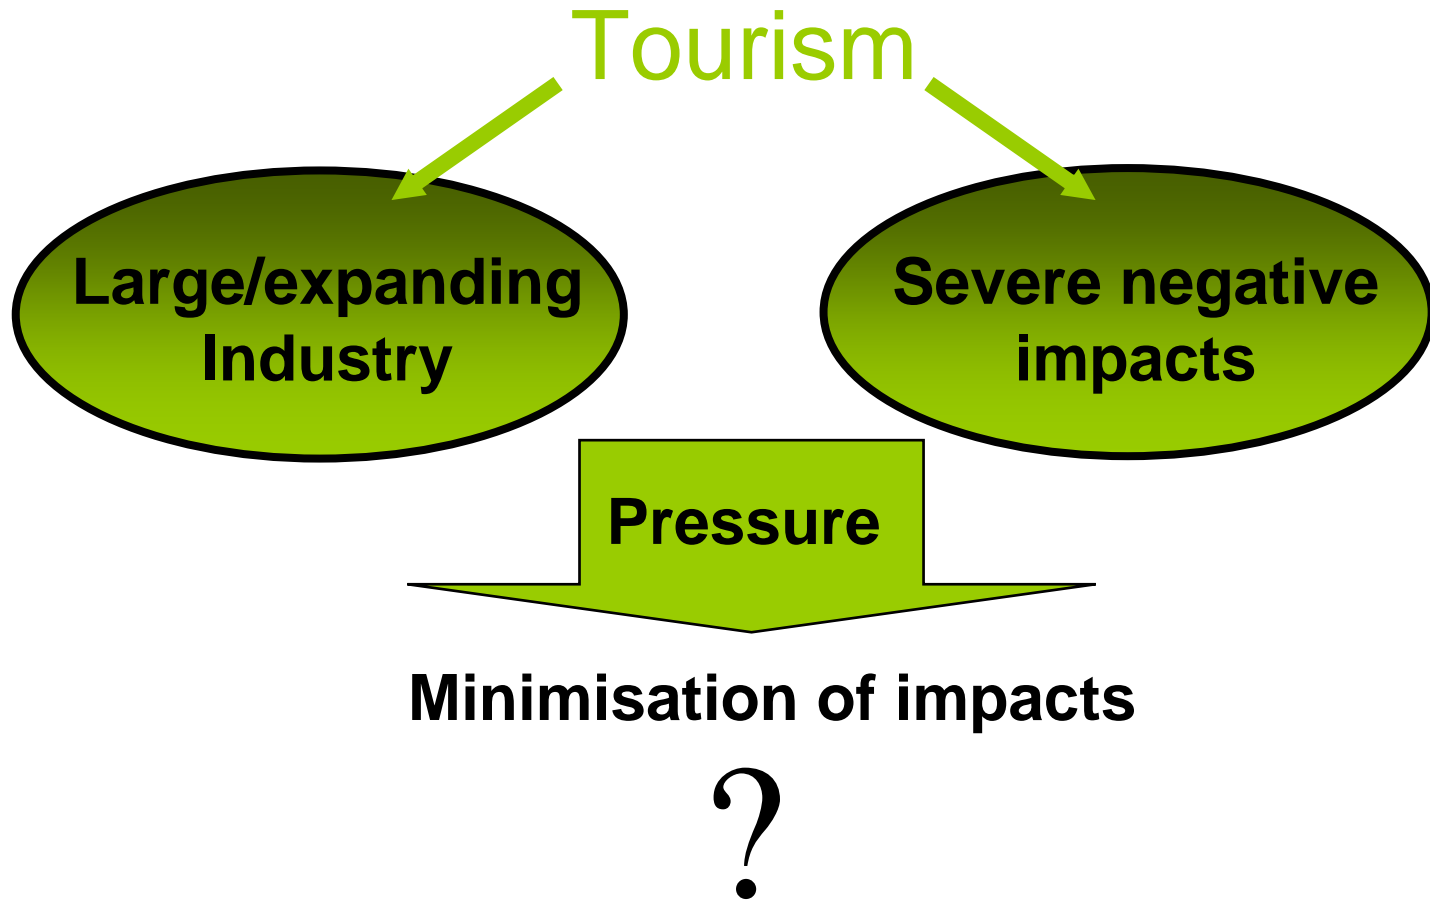 Tourism
Large/expanding
Industry
Severe negative
impacts
Pressure
Minimisation of impacts
?